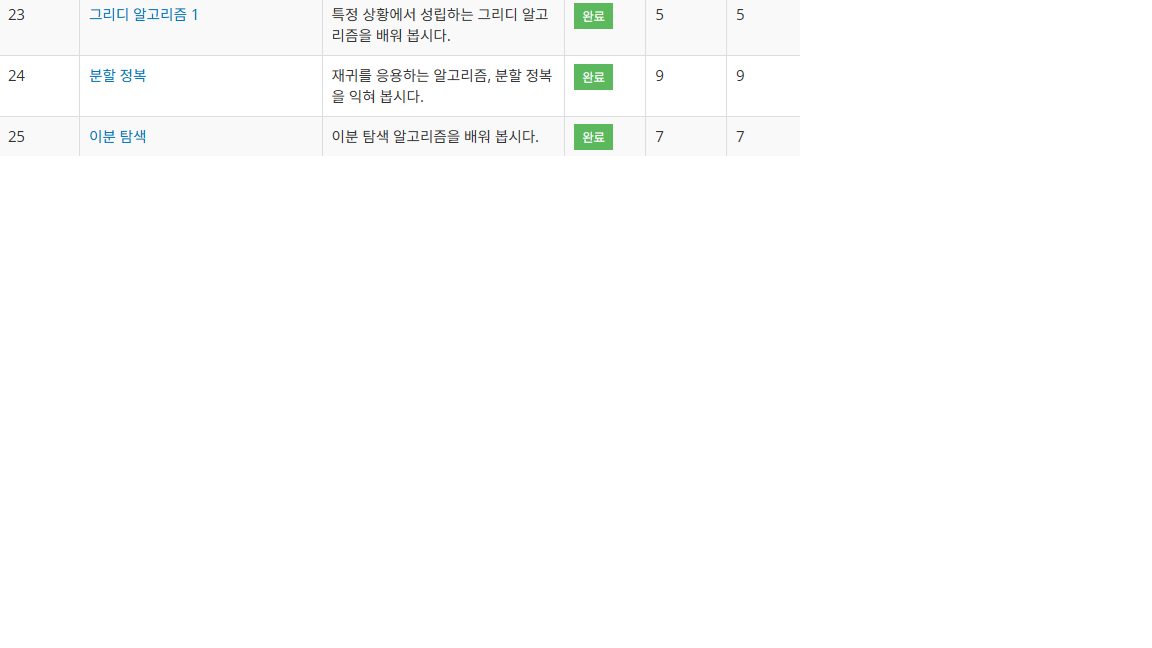 23 그리디 알고리즘 1 특정 상황에서 성립하는 그리디 알고 완료 5 5
리즘을 배워 봅시다.
24 분할 정복 재귀를 응용하는 알고리즘, 분할 정복 완료 9 9
을 익혀 봅시다.
25 이분 탐색 이분 탐색 알고리즘을 배워 봅시다. 완료 7 7